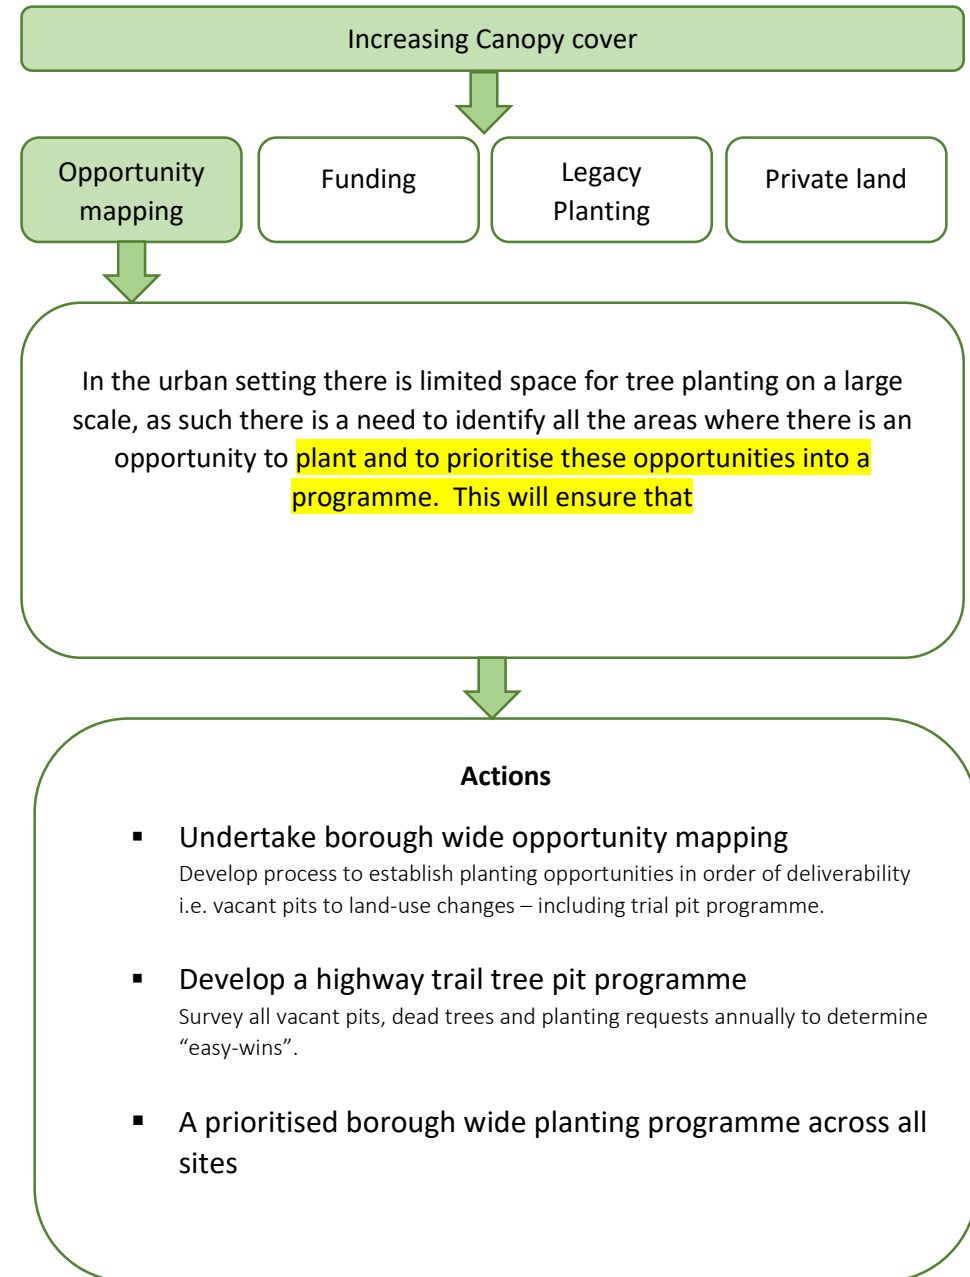 Increasing Canopy cover
Opportunity
mapping
Funding
Legacy
Planting
Private land
In the urban setting there is limited space for tree planting on a large
scale, as such there is a need to identify all the areas where there is an
opportunity to plant and to prioritise these opportunities into a
programme.  This will ensure that
Actions
▪ Undertake borough wide opportunity mapping
Develop process to establish planting opportunities in order of deliverability
i.e. vacant pits to land-use changes – including trial pit programme.
▪ Develop a highway trail tree pit programme
Survey all vacant pits, dead trees and planting requests annually to determine
“easy-wins”.
▪ A prioritised borough wide planting programme across all
sites